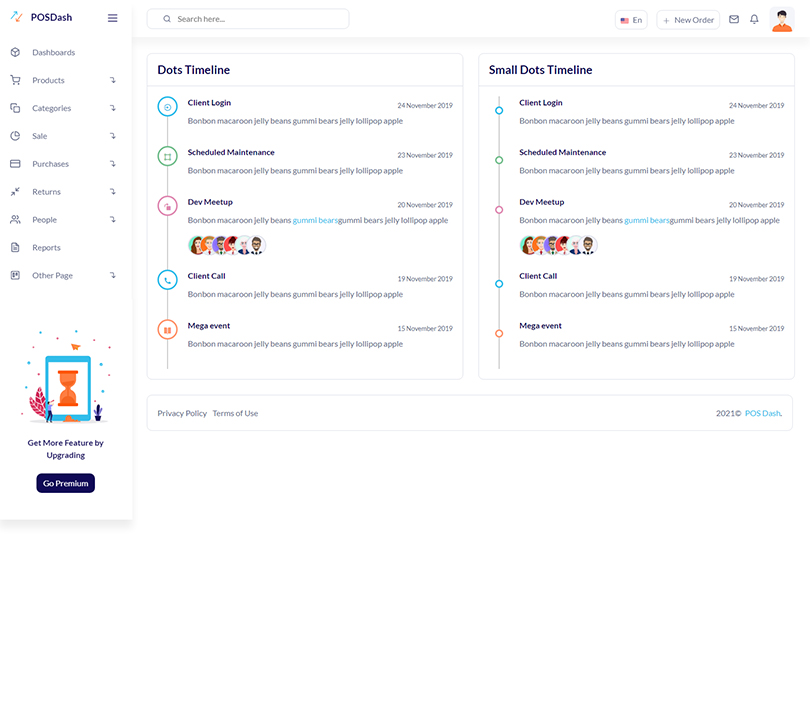 POSDash
Search here...
En
+ New Order
Dashboards
Products
Categories
Sale
Purchases
Returns
People
Reports
Other Page
Get More Feature by
Upgrading
Go Premium
Dots Timeline
Client Login
24 November 2019
Bonbon macaroon jelly beans gummi bears jelly lollipop apple
Scheduled Maintenance
23 November 2019
Bonbon macaroon jelly beans gummi bears jelly lollipop apple
Dev Meetup
20 November 2019
Bonbon macaroon jelly beans gummi bearsgummi bears jelly lollipop apple
Client Call
19 November 2019
Bonbon macaroon jelly beans gummi bears jelly lollipop apple
Mega event
15 November 2019
Bonbon macaroon jelly beans gummi bears jelly lollipop apple
Small Dots Timeline
Client Login
24 November 2019
Bonbon macaroon jelly beans gummi bears jelly lollipop apple
Scheduled Maintenance
23 November 2019
Bonbon macaroon jelly beans gummi bears jelly lollipop apple
Dev Meetup
20 November 2019
Bonbon macaroon jelly beans gummi bearsgummi bears jelly lollipop apple
Client Call
19 November 2019
Bonbon macaroon jelly beans gummi bears jelly lollipop apple
Mega event
15 November 2019
Bonbon macaroon jelly beans gummi bears jelly lollipop apple
Privacy Policy Terms of Use
2021© POS Dash.